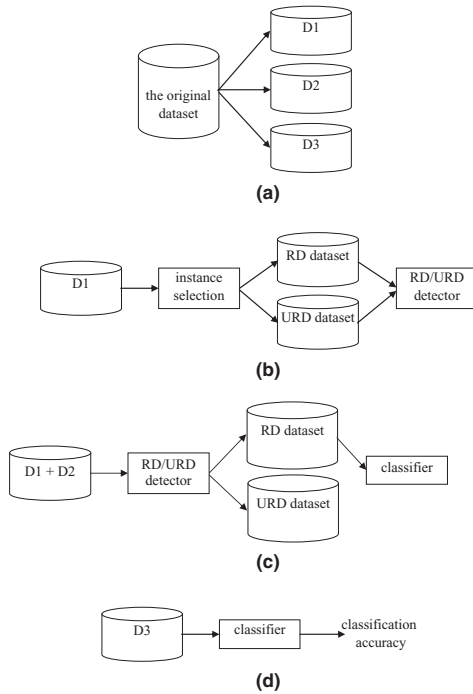 D1
the original
dataset
D2
D3
(a)
D1
instance
selection
RD dataset
URD dataset
RD/URD
detector
(b)
D1 + D2
RD/URD
detector
RD dataset
URD dataset
classifier
(c)
D3
classifier
classification
accuracy
(d)